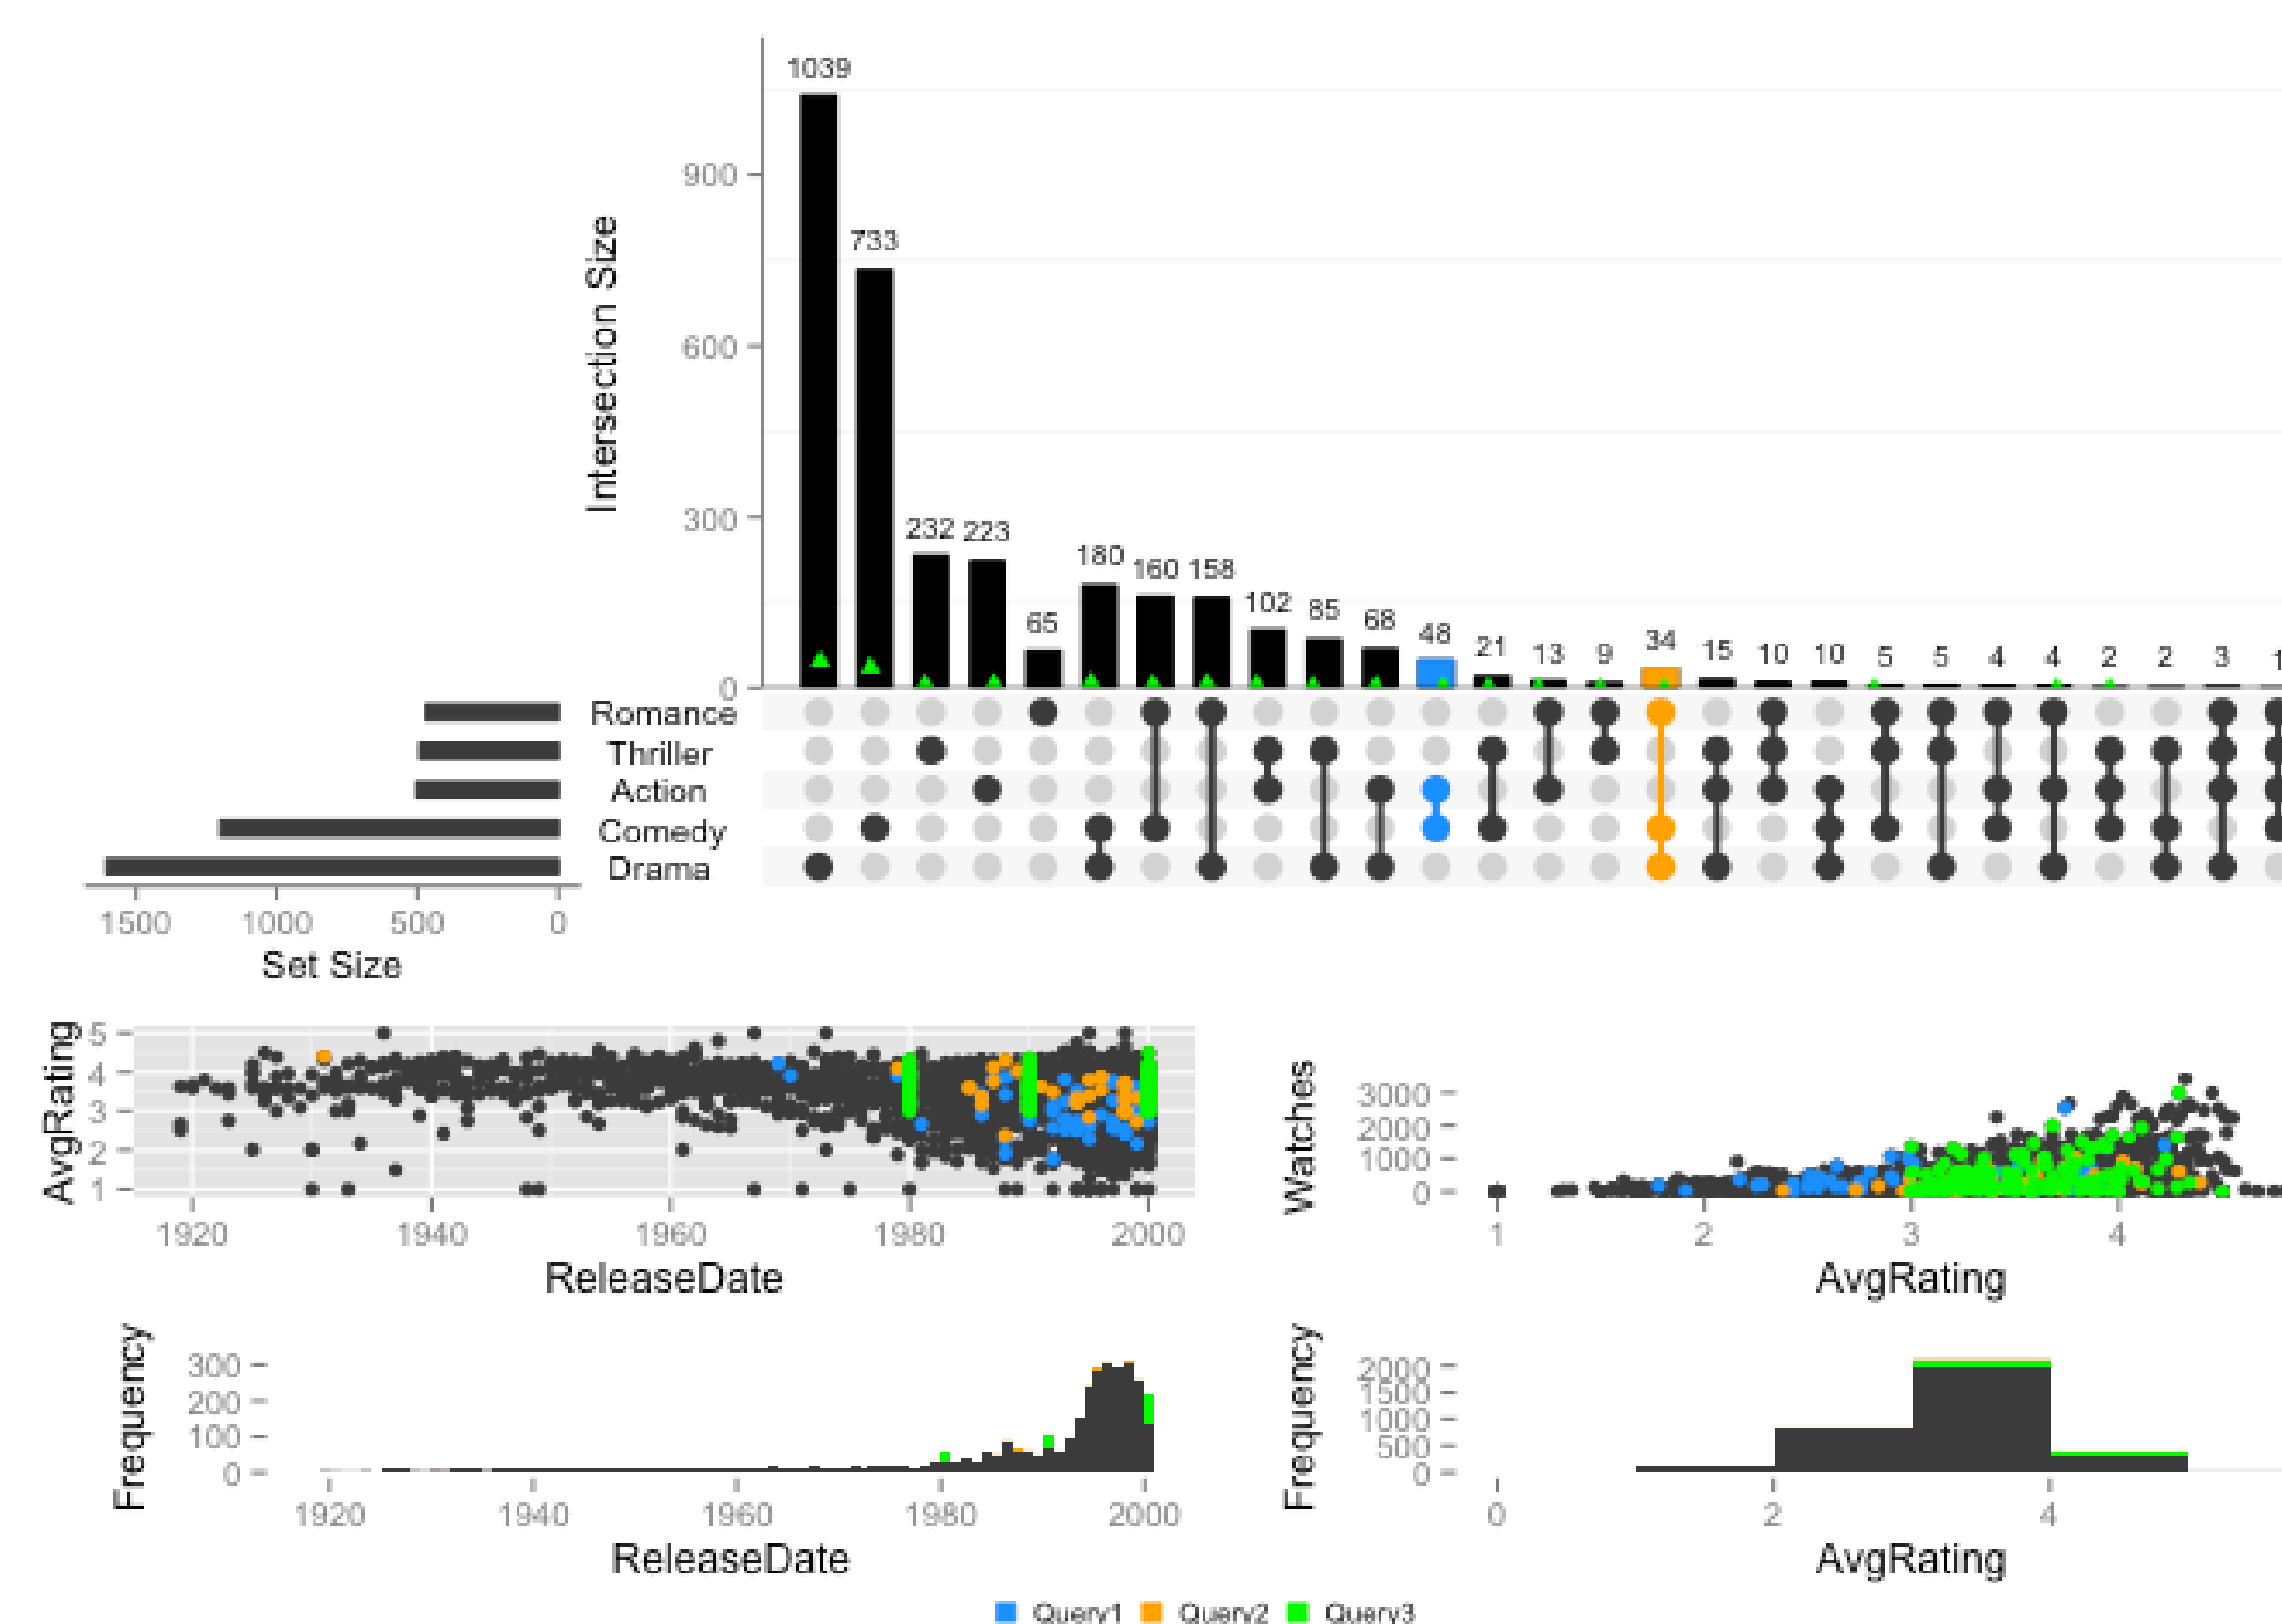 1039
900
733
Intersection Size
600
300
232 223
180 160 158
102 85 68
65
48 21 13 9 34 15 10 10 5 5 4 4 2 2 3 1
0
Romance
Thriller
Action
Comedy
Drama
1500 1000 500 0
Set Size
AvgRating
5
4
3
2
1
1920 1940 1960 1980 2000
ReleaseDate
Watches
3000
2000
1000
0
1 2 3 4
AvgRating
Frequency
300
200
100
0
1920 1940 1960 1980 2000
ReleaseDate
Frequency
2000
1500
1000
500
0
0 2 4
AvgRating
Query1 Query2 Query3